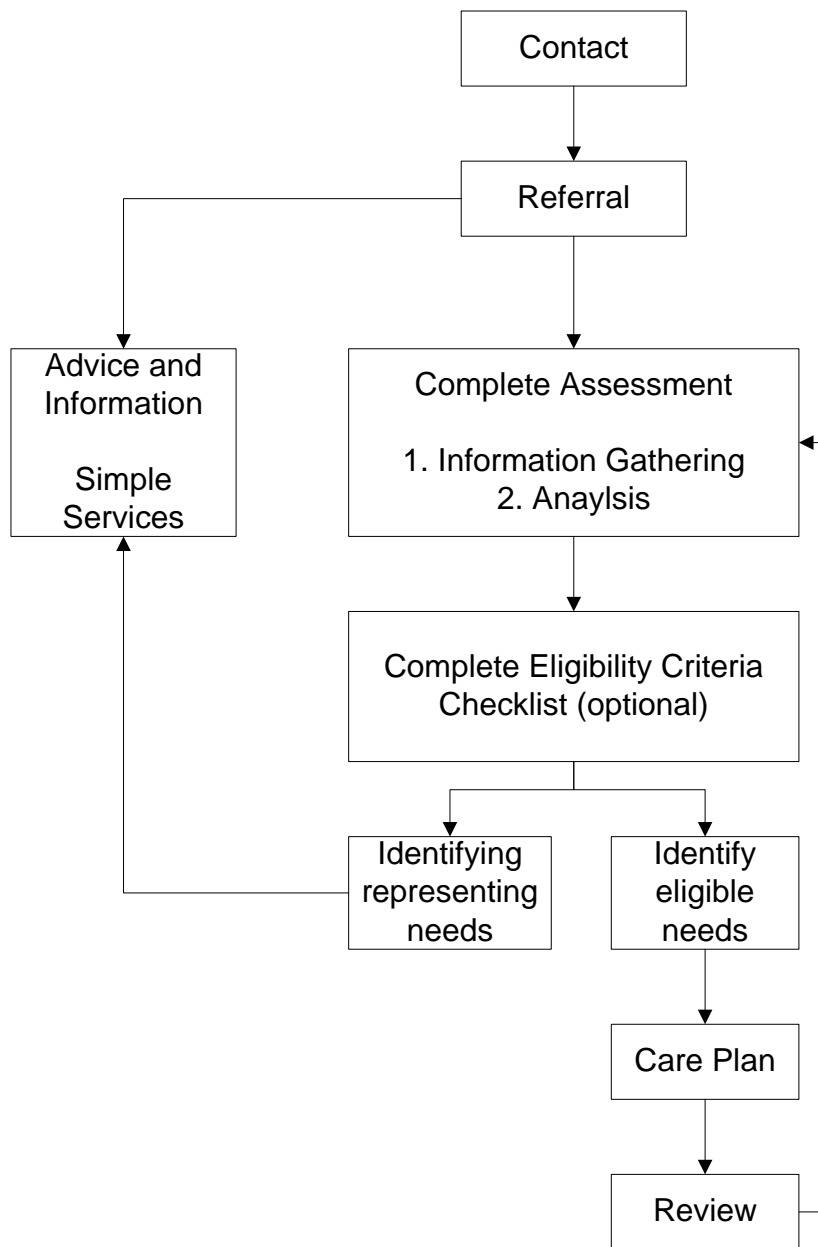 Contact
Referral
Advice and
Information
Simple
Services
Complete Assessment
1. Information Gathering
2. Anaylsis
Complete Eligibility Criteria
Checklist (optional)
Identifying
representing
needs
Identify
eligible
needs
Care Plan
Review